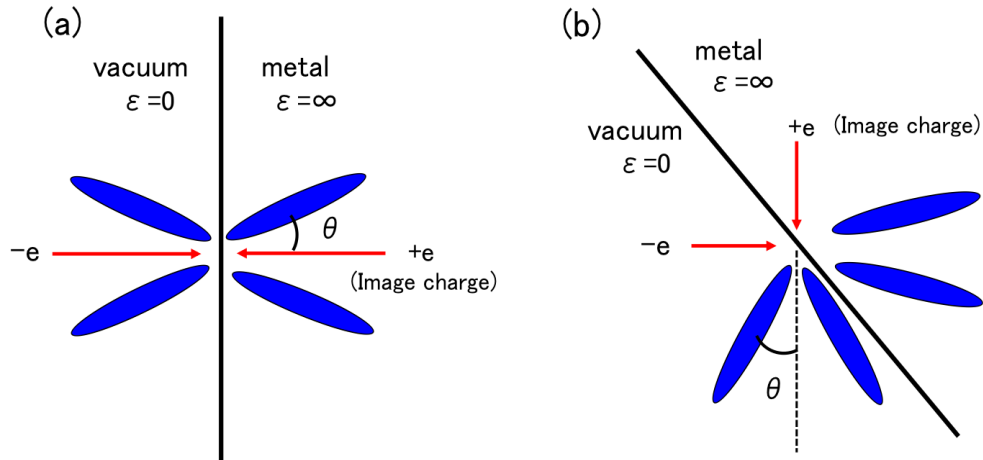 (a)
vacuum
ε=0
metal
ε=∞
θ
−e
+e
(Image charge)
(b)
metal
ε=∞
vacuum
ε=0
+e (Image charge)
−e
θ